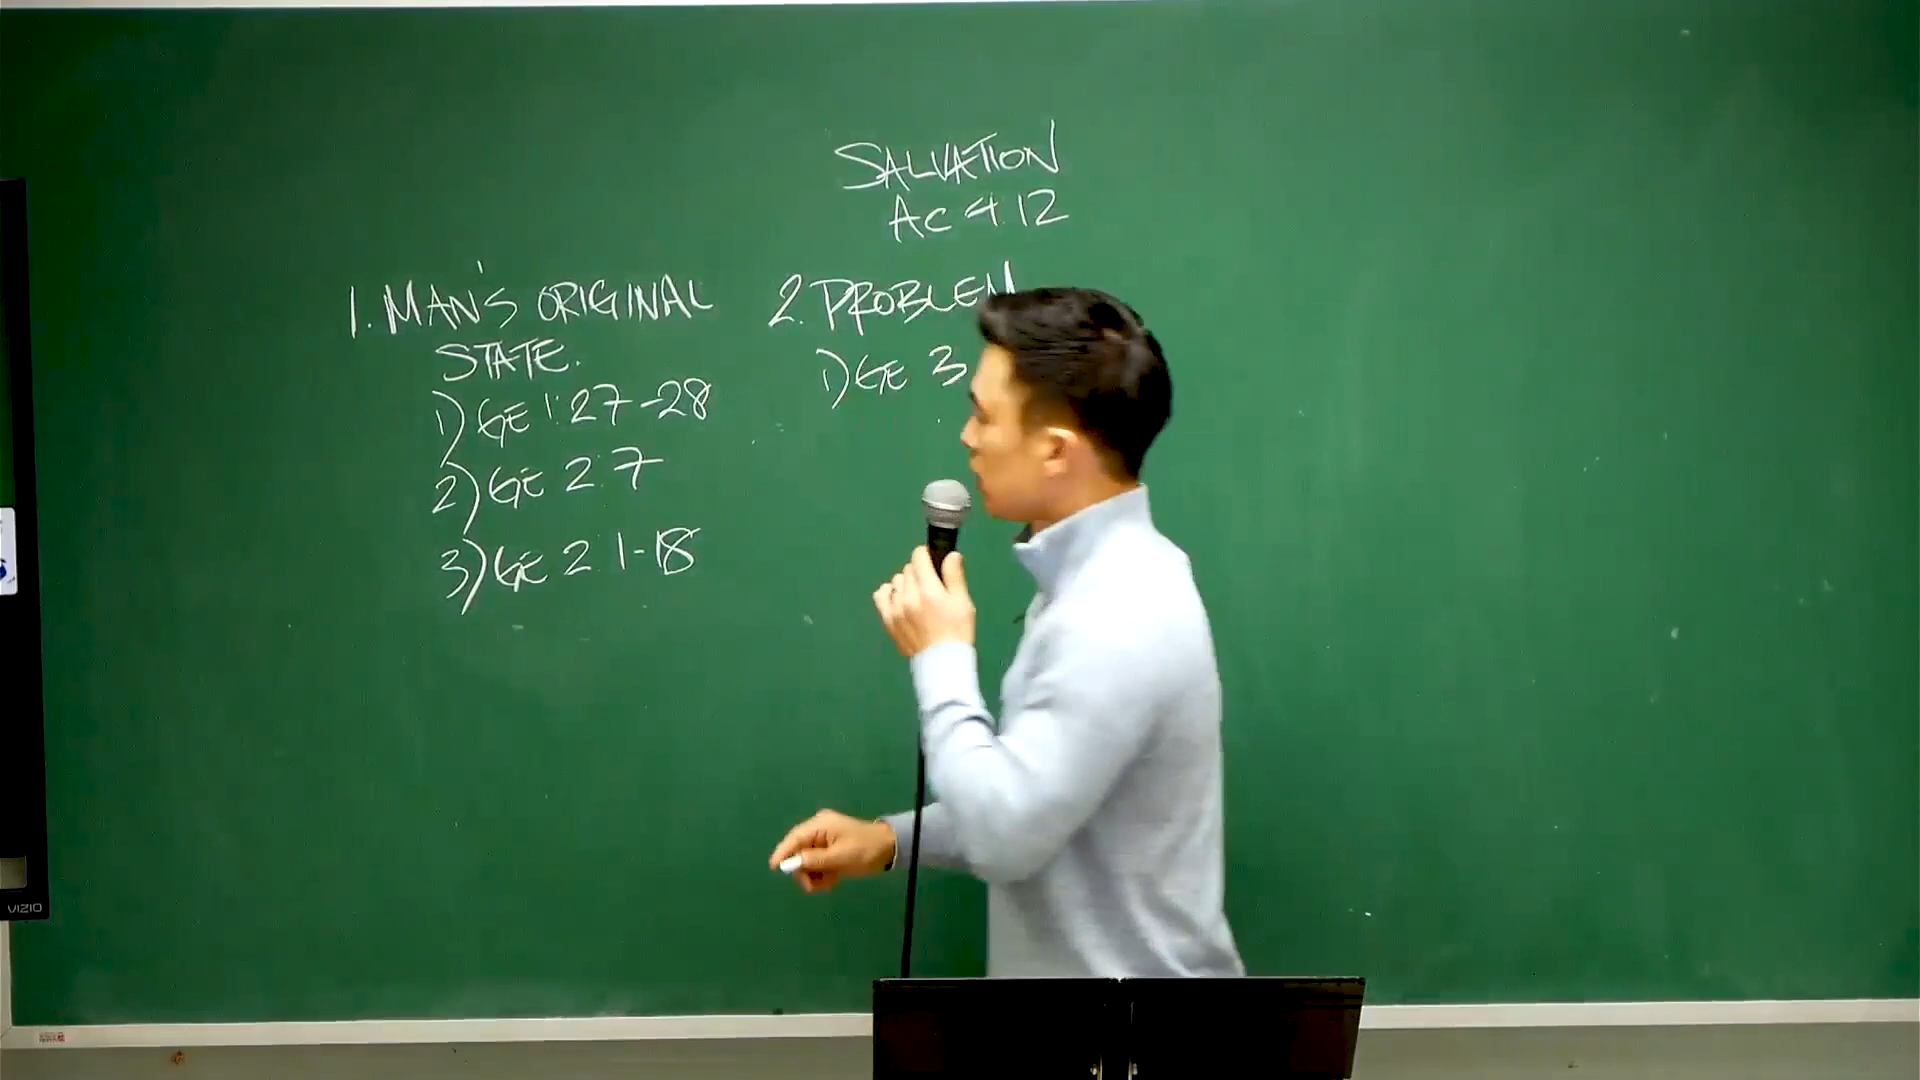 SALVATION
AC 4:12
1. MAN'S ORIGINAL
STATE.
1) GE 1:27-28
2) GE 2:7
3) GE 2:1-18
2. PROBLEM
1) GE 3
VIZIO